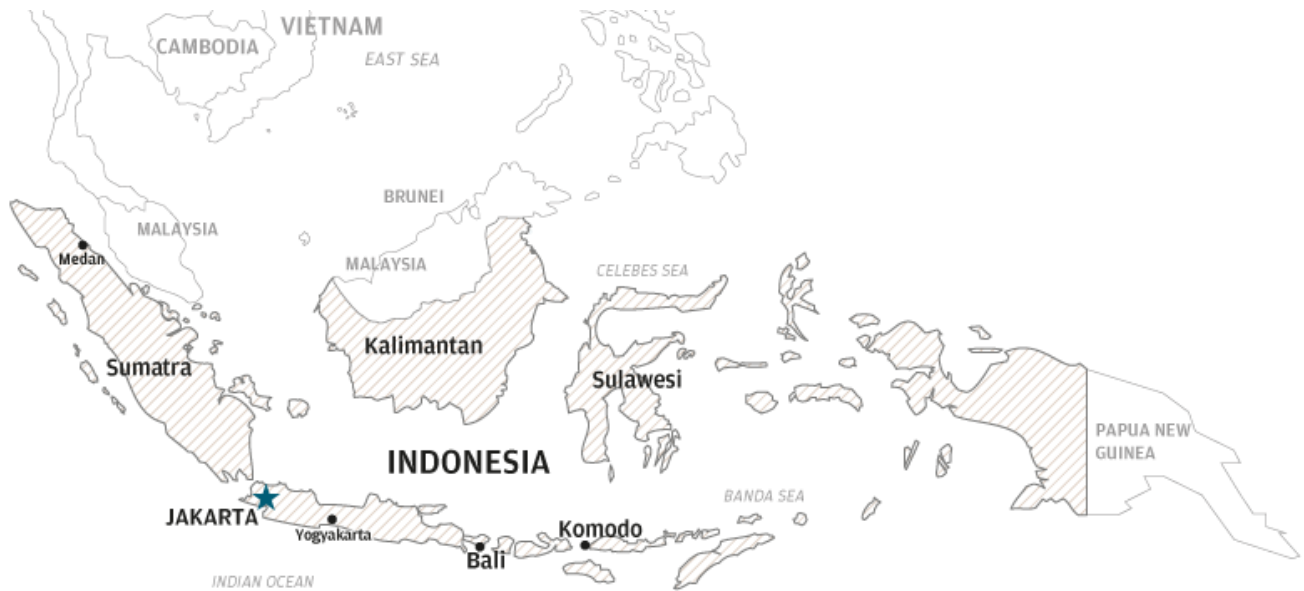 VIETNAM
CAMBODIA
EAST SEA
BRUNEI
MALAYSIA
Medan
MALAYSIA
CELEBES SEA
Kalimantan
Sumatra
Sulawesi
PAPUA NEW
GUINEA
INDONESIA
BANDA SEA
JAKARTA
Yogyakarta
Komodo
Bali
INDIAN OCEAN